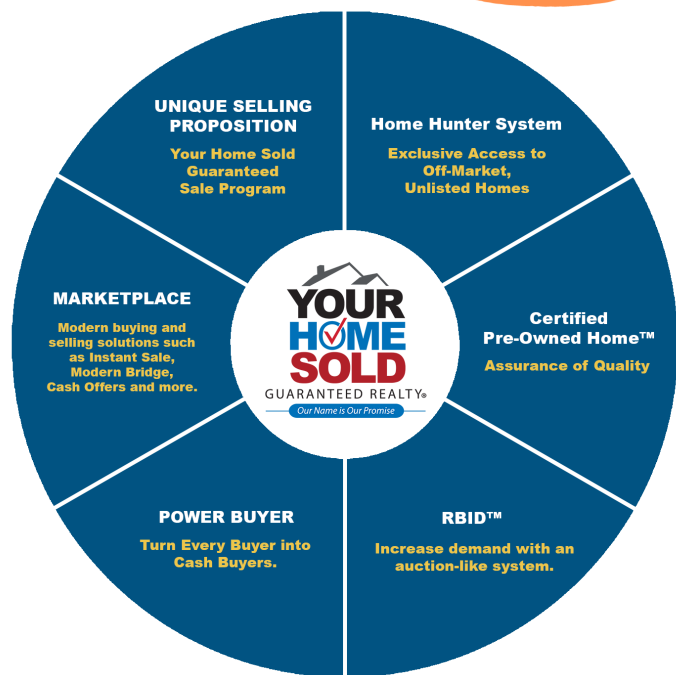 UNIQUE SELLING
PROPOSITION
Your Home Sold
Guaranteed
Sale Program
Home Hunter System
Exclusive Access to
Off-Market,
Unlisted Homes
MARKETPLACE
Modern buying and
selling solutions such
as Instant Sale,
Modern Bridge,
Cash Offers and more.
YOUR
HOME
SOLD
GUARANTEED REALTY®
Our Name is Our Promise
Certified
Pre-Owned Home™
Assurance of Quality
POWER BUYER
Turn Every Buyer into
Cash Buyers.
RBID™
Increase demand with an
auction-like system.